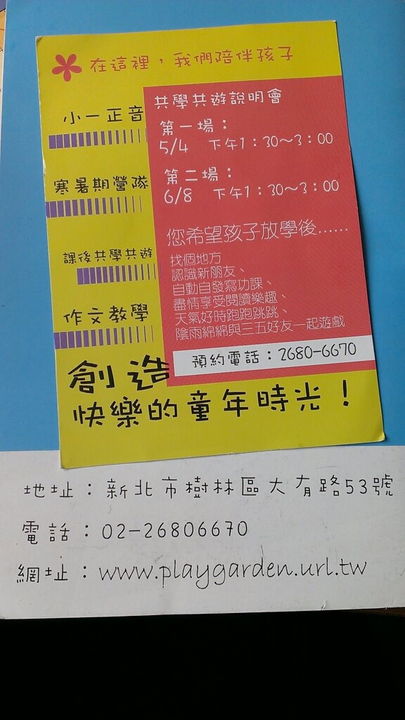 在這裡，我們陪伴孩子
小一正音
寒暑期營隊
課後共學共遊
作文教學
共學共遊說明會
第一場：
5/4 下午1：30～3：00
第二場：
6/8 下午1：30～3：00
您希望孩子放學後......
找個地方
認識新朋友、
自動自發寫功課、
盡情享受閱讀樂趣、
天氣好時跑跑跳跳、
陰雨綿綿與三五好友一起遊戲
預約電話：2680-6670
創造
快樂的童年時光！
地址：新北市樹林區大有路53號
電話：02-26806670
網址：www.playgarden.url.tw